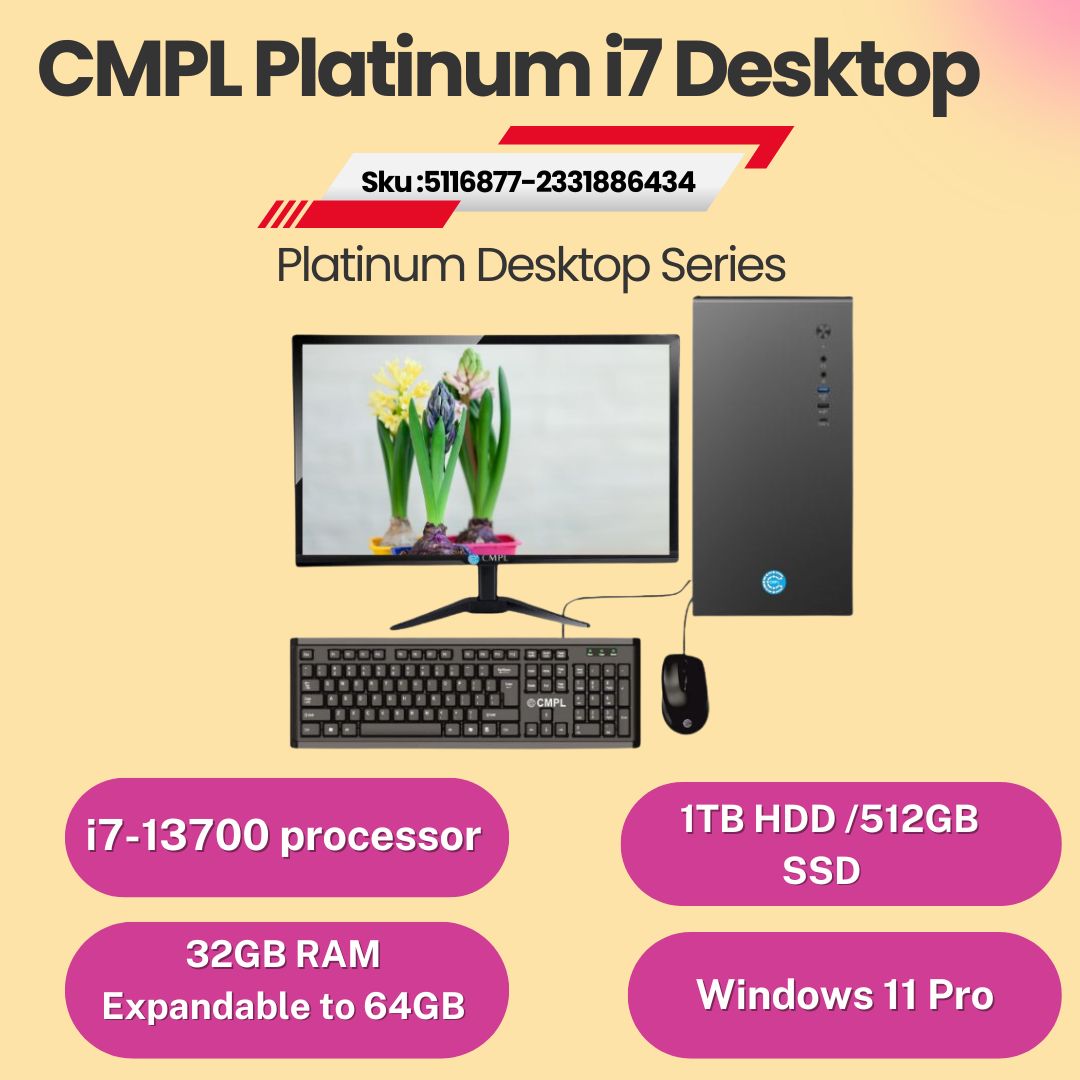 CMPL Platinum i7 Desktop
Sku :5116877-2331886434
Platinum Desktop Series
CMPL
CMPL
i7-13700 processor
1TB HDD /512GB
SSD
32GB RAM
Expandable to 64GB
Windows 11 Pro